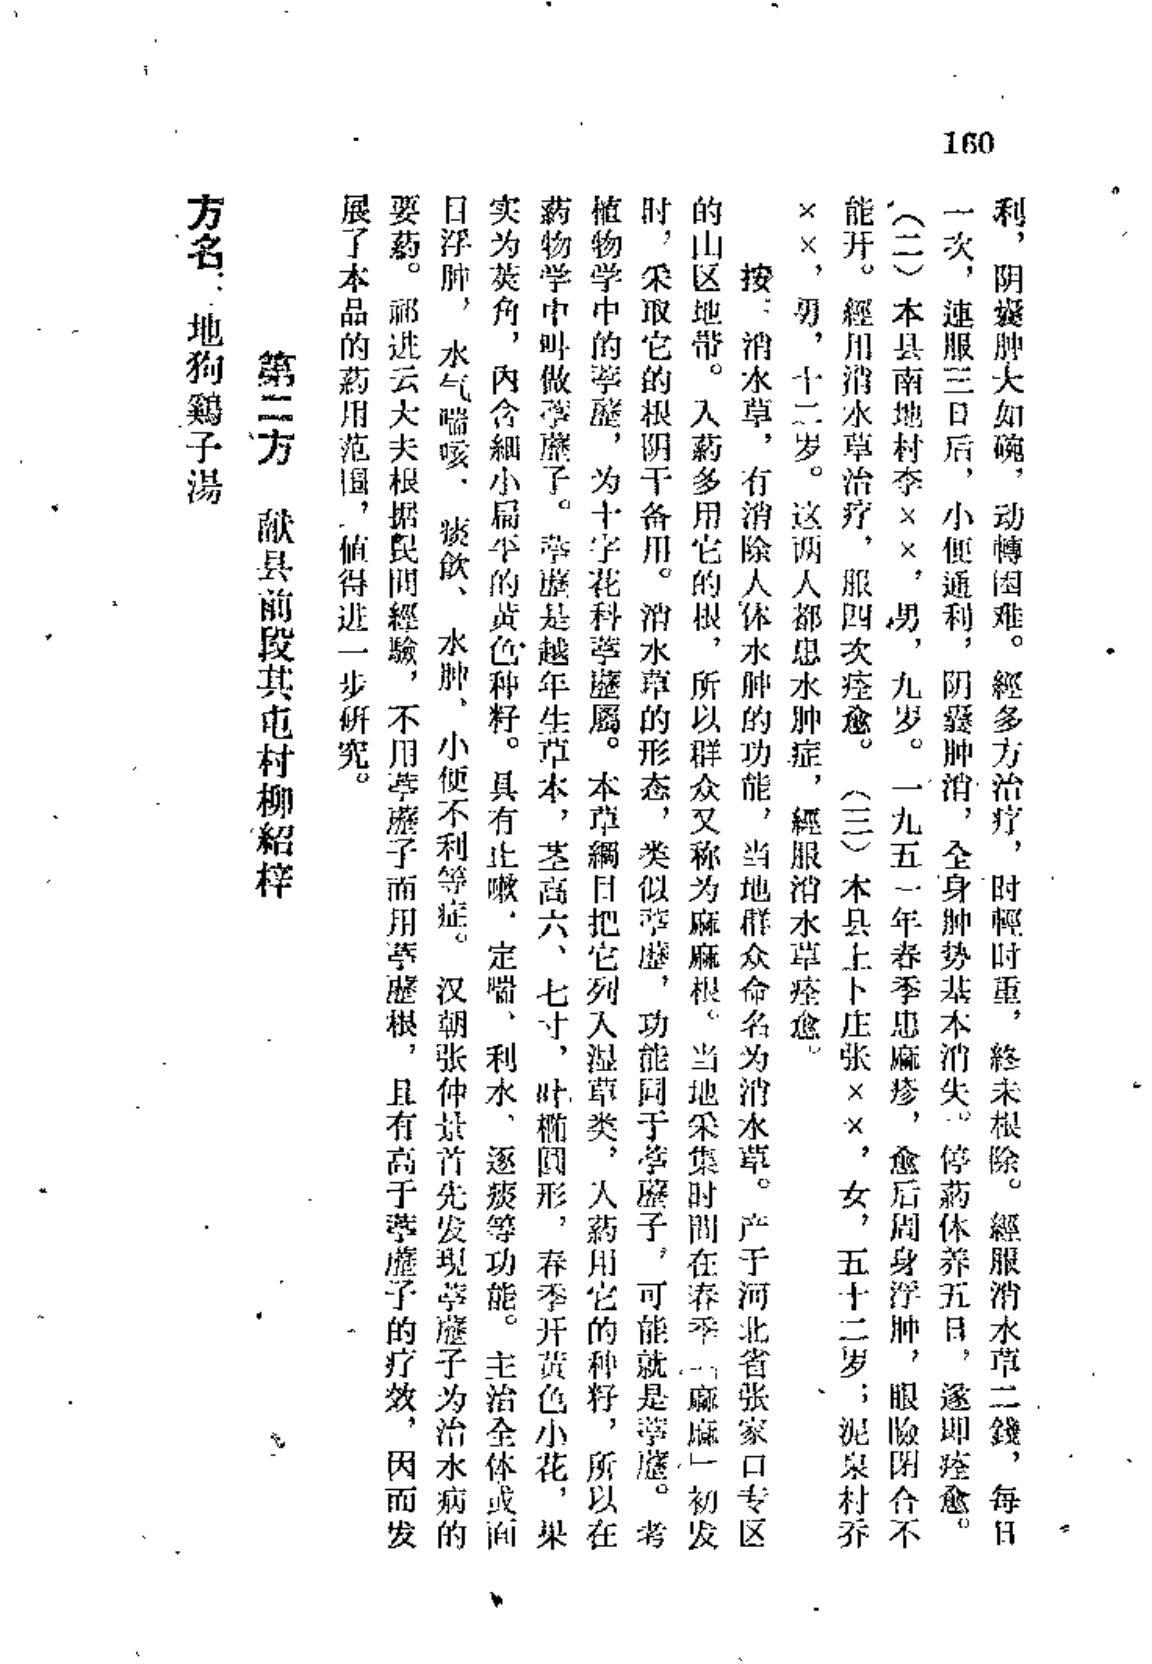 160
利，阴囊肿大如碗，动轉困难。經多方治疗，时輕时重，終未根除。經服消水草二錢，每日
一次，連服三日后，小便通利，阴囊肿消，全身肿势基本消失。停药休养五日，遂即痊愈。
（二）本县南地村李××，男，九岁。一九五一年春季患麻疹，愈后周身浮肿，眼瞼閉合不
能开。經用消水草治疗，服四次痊愈。（三）本县上卜庄张××，女，五十二岁；泥泉村乔
××，男，十二岁。这两人都患水肿症，經服消水草痊愈。
按：消水草，有消除人体水肿的功能，当地群众命名为消水草。产于河北省张家口专区
的山区地带。入药多用它的根，所以群众又称为麻麻根。当地采集时間在春季「麻麻」初发
时，采取它的根阴干备用。消水草的形态，类似葶藶，功能同于葶藶子，可能就是葶藶。考
植物学中的葶藶，为十字花科葶藶屬。本草綱目把它列入湿草类，入药用它的种籽，所以在
药物学中叫做葶藶子。葶藶是越年生草本，茎高六、七寸，叶橢圓形，春季开黃色小花，果
实为莢角，內含細小扁平的黃色种籽。具有止嗽、定喘、利水、逐痰等功能。主治全体或面
目浮肿，水气喘咳、痰飲、水肿、小便不利等症。汉朝张仲景首先发現葶藶子为治水病的
要药。祁进云大夫根据民間經驗，不用葶藶子而用葶藶根，且有高于葶藶子的疗效，因而发
展了本品的药用范围，值得进一步研究。
第二方 献县前段其屯村柳紹梓
方名：地狗鷄子湯